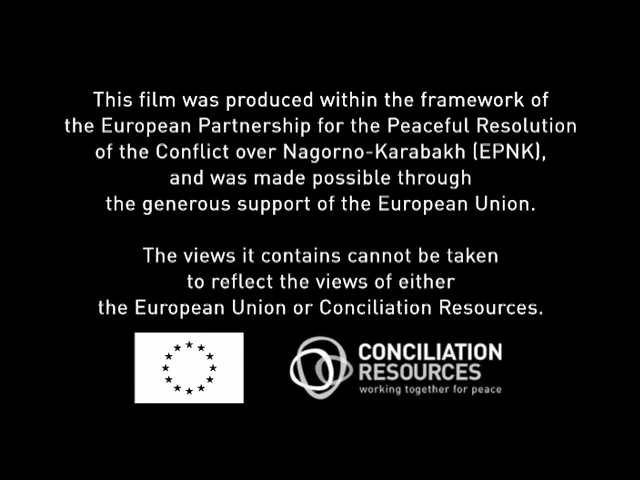 This film was produced within the framework of
the European Partnership for the Peaceful Resolution
of the Conflict over Nagorno-Karabakh (EPNK),
and was made possible through
the generous support of the European Union.
The views it contains cannot be taken
to reflect the views of either
the European Union or Conciliation Resources.
CONCILIATION
RESOURCES
working together for peace